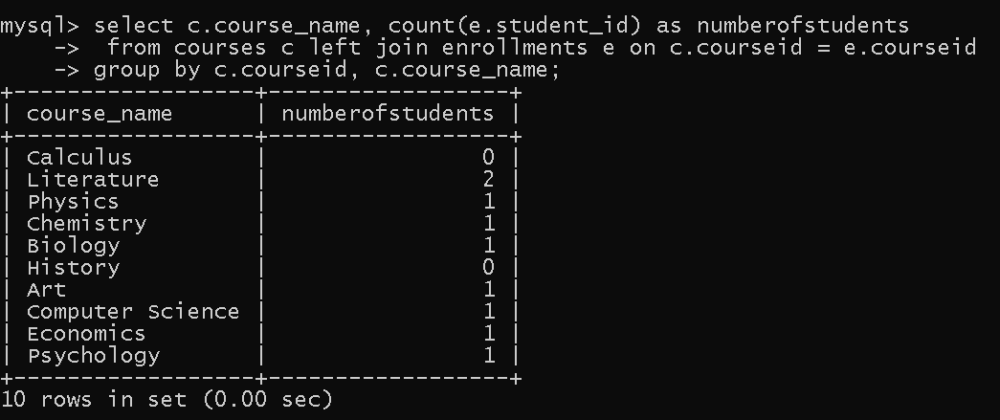 mysql> select c.course_name, count(e.student_id) as numberofstudents
    ->  from courses c left join enrollments e on c.courseid = e.courseid
    -> group by c.courseid, c.course_name;
+------------------+------------------+
| course_name      | numberofstudents |
+------------------+------------------+
| Calculus         |                0 |
| Literature       |                2 |
| Physics          |                1 |
| Chemistry        |                1 |
| Biology          |                1 |
| History          |                0 |
| Art              |                1 |
| Computer Science |                1 |
| Economics        |                1 |
| Psychology       |                1 |
+------------------+------------------+
10 rows in set (0.00 sec)